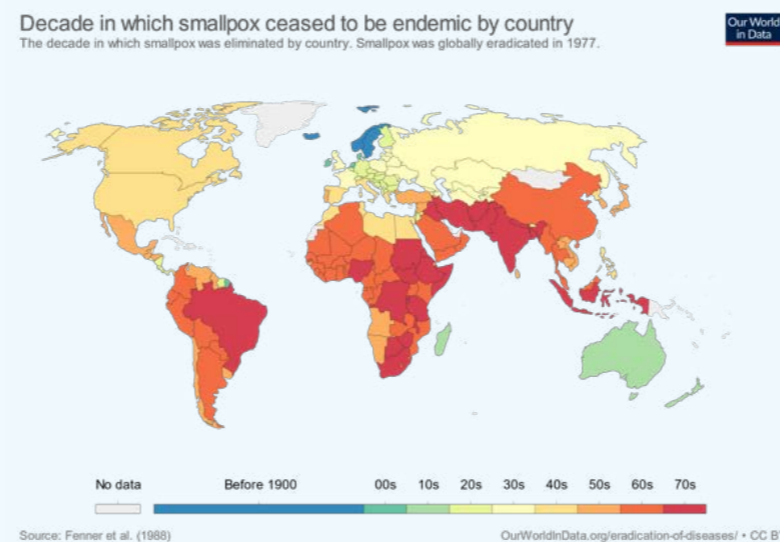 Decade in which smallpox ceased to be endemic by country
The decade in which smallpox was eliminated by country. Smallpox was globally eradicated in 1977.
Our World
in Data
No data
Before 1900
00s
10s
20s
30s
40s
50s
60s
70s
Source: Fenner et al. (1988)
OurWorldInData.org/eradication-of-diseases/ • CC B